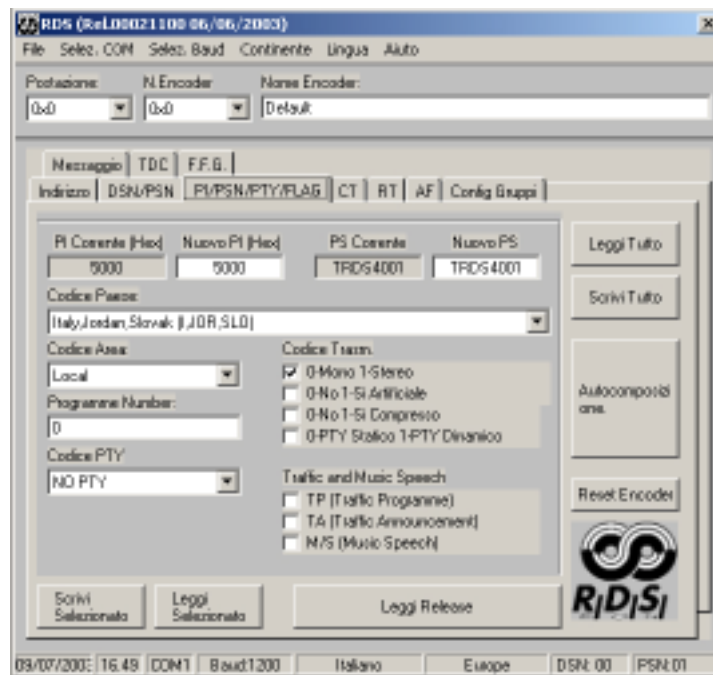 RDS (Rel.00021100 06/06/2003)
File Selez. COM Selez. Baud Continente Lingua Aiuto
Postazione: N.Encoder Nome Encoder:
0x0 0x0 Default
Messaggio TDC F.F.G.
Indirizzo DSN/PSN PI/PSN/PTY/FLAG CT RT AF Config Gruppi
PI Corrente (Hex) Nuovo PI (Hex) PS Corrente Nuovo PS
5000 5000 TRDS4001 TRDS4001
Leggi Tutto
Codice Paese:
Italy,Jordan,Slovak (I,JOR,SLO)
Scrivi Tutto
Codice Area:
Local
Programme Number:
0
Codice PTY
NO PTY
Codice Trasm.
0-Mono 1-Stereo
0-No 1-Si Artificiale
0-No 1-Si Compresso
0-PTY Statico 1-PTY Dinamico
Traffic and Music Speech
TP (Traffic Programme)
TA (Traffic Announcement)
M/S (Music Speech)
Autocomposizi
one.
Reset Encoder
R|D|S|
Scrivi
Selezionato
Leggi
Selezionato
Leggi Release
16.49 COM1 Baud:1200 Italiano Europe DSN: 00 PSN:01